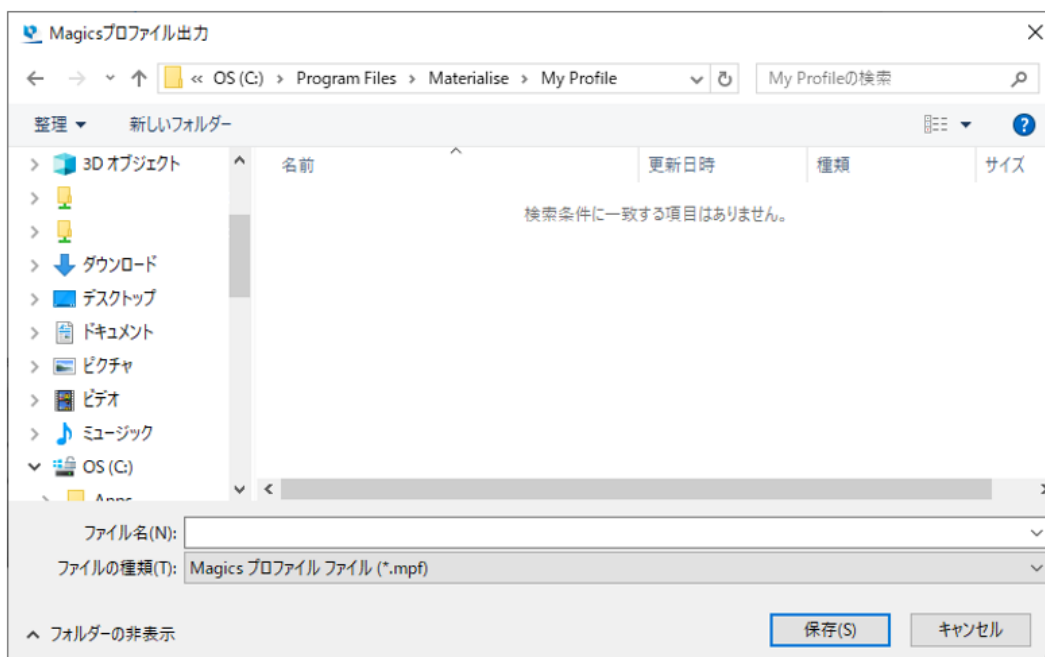 Magicsプロファイル出力
« OS (C:) › Program Files › Materialise › My Profile
My Profileの検索
整理 新しいフォルダー
名前 更新日時 種類 サイズ
検索条件に一致する項目はありません。
3D オブジェクト
ダウンロード
デスクトップ
ドキュメント
ピクチャ
ビデオ
ミュージック
OS (C:)
Apps
ファイル名(N):
ファイルの種類(T): Magics プロファイル ファイル (*.mpf)
フォルダーの非表示 保存(S) キャンセル